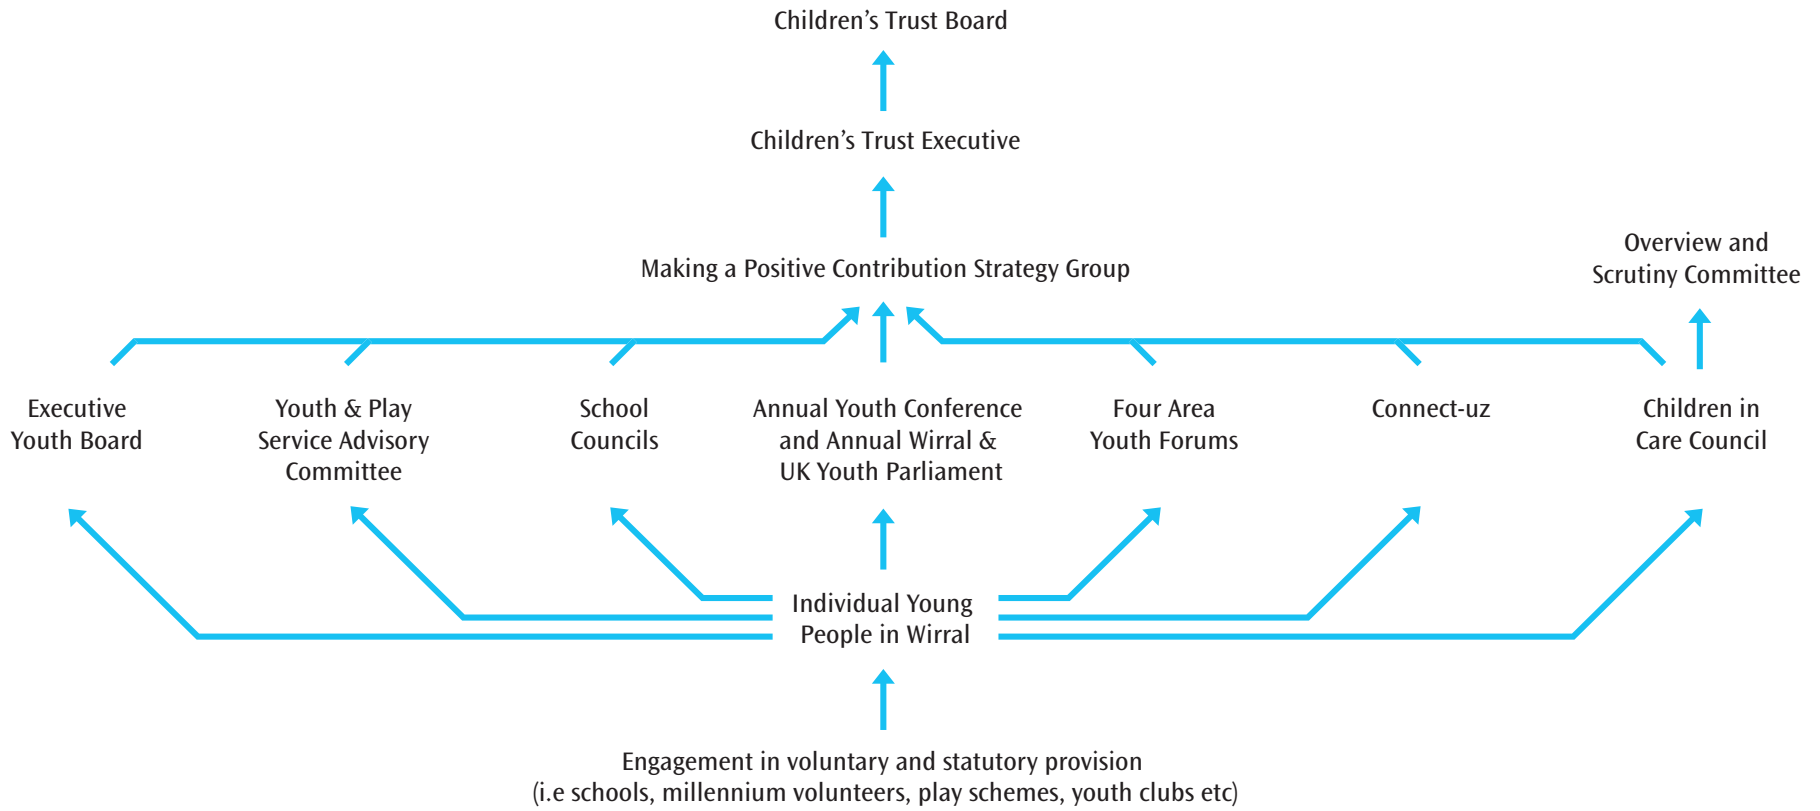 Children’s Trust Board
Children’s Trust Executive
Making a Positive Contribution Strategy Group
Overview and
Scrutiny Committee
Executive
Youth Board
Youth & Play
Service Advisory
Committee
School
Councils
Annual Youth Conference
and Annual Wirral &
UK Youth Parliament
Four Area
Youth Forums
Connect-uz
Children in
Care Council
Individual Young
People in Wirral
Engagement in voluntary and statutory provision
(i.e schools, millennium volunteers, play schemes, youth clubs etc)